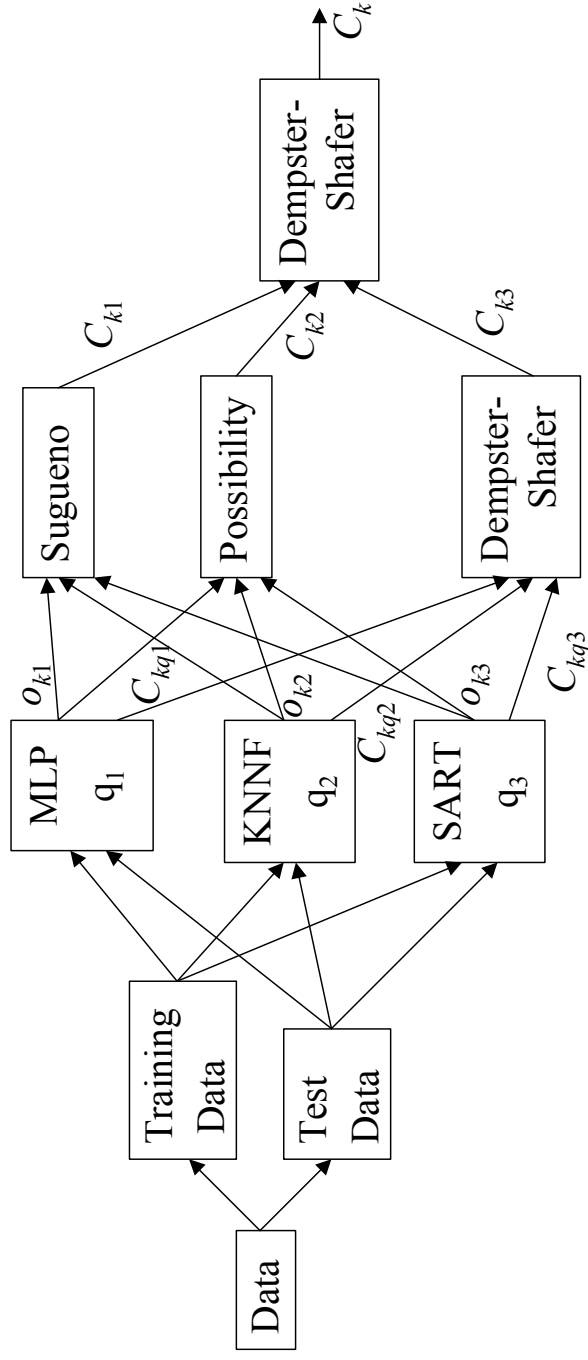 Data
Training
Data
Test
Data
MLP
q1
KNNF
q2
SART
q3
ok1
Ckq1
ok2
Ckq2
ok3
Ckq3
Sugueno
Possibility
Dempster-
Shafer
Ck1
Ck2
Ck3
Dempster-
Shafer
Ck